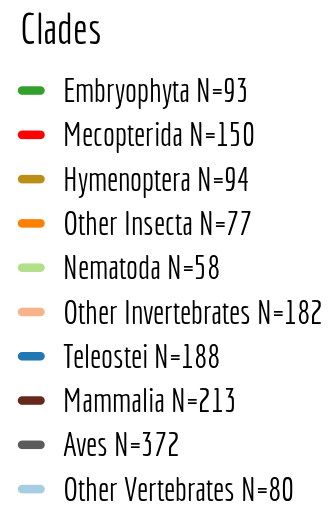 Clades
Embryophyta N=93
Mecopterida N=150
Hymenoptera N=94
Other Insecta N=77
Nematoda N=58
Other Invertebrates N=182
Teleostei N=188
Mammalia N=213
Aves N=372
Other Vertebrates N=80